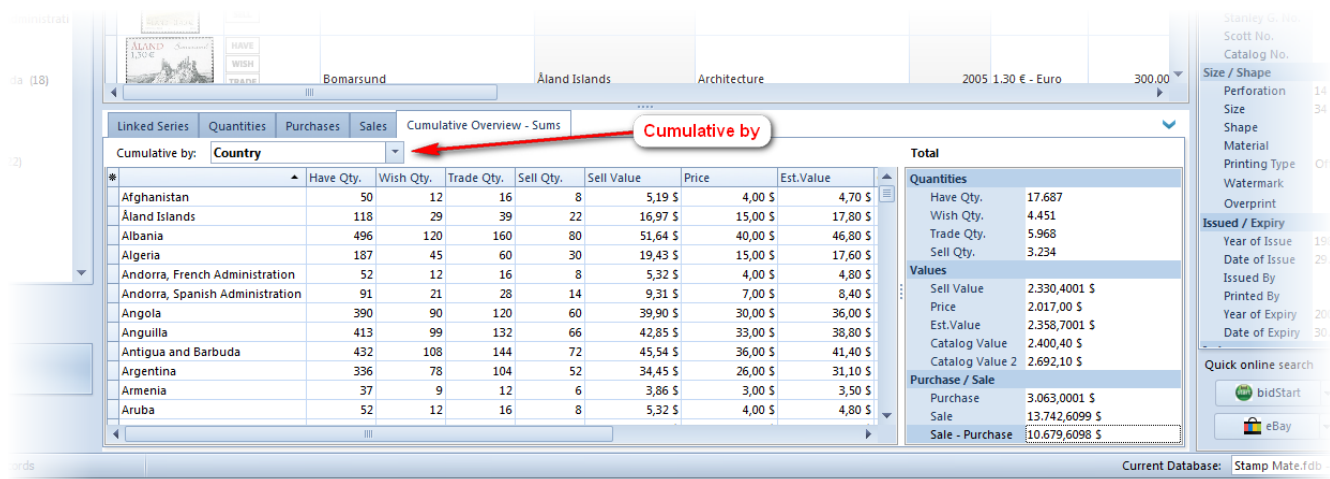 Stanley G. No.
Scott No.
Catalog No.
ÅLAND
1,30€
HAVE
WISH
TRADE
(18)
Bomarsund Åland Islands Architecture 2005 1.30 € - Euro 300.00
Size / Shape
Perforation 14
Size 34
Shape
Material
Printing Type
Watermark
Overprint
Issued / Expiry
Year of Issue
Date of Issue 29
Issued By
Printed By
Year of Expiry
Date of Expiry 30
Quick online search
bidStart
eBay
Linked Series Quantities Purchases Sales Cumulative Overview - Sums
Cumulative by
Cumulative by: Country
Have Qty. Wish Qty. Trade Qty. Sell Qty. Sell Value Price Est.Value
Afghanistan 50 12 16 8 5,19 $ 4,00 $ 4,70 $
Åland Islands 118 29 39 22 16,97 $ 15,00 $ 17,80 $
Albania 496 120 160 80 51,64 $ 40,00 $ 46,80 $
Algeria 187 45 60 30 19,43 $ 15,00 $ 17,60 $
Andorra, French Administration 52 12 16 8 5,32 $ 4,00 $ 4,80 $
Andorra, Spanish Administration 91 21 28 14 9,31 $ 7,00 $ 8,40 $
Angola 390 90 120 60 39,90 $ 30,00 $ 36,00 $
Anguilla 413 99 132 66 42,85 $ 33,00 $ 38,80 $
Antigua and Barbuda 432 108 144 72 45,54 $ 36,00 $ 41,40 $
Argentina 336 78 104 52 34,45 $ 26,00 $ 31,10 $
Armenia 37 9 12 6 3,86 $ 3,00 $ 3,50 $
Aruba 52 12 16 8 5,32 $ 4,00 $ 4,80 $
Total
Quantities
Have Qty. 17.687
Wish Qty. 4.451
Trade Qty. 5.968
Sell Qty. 3.234
Values
Sell Value 2.330,4001 $
Price 2.017,00 $
Est.Value 2.358,7001 $
Catalog Value 2.400,40 $
Catalog Value 2 2.692,10 $
Purchase / Sale
Purchase 3.063,0001 $
Sale 13.742,6099 $
Sale - Purchase 10.679,6098 $
Current Database: Stamp Mate.fdb